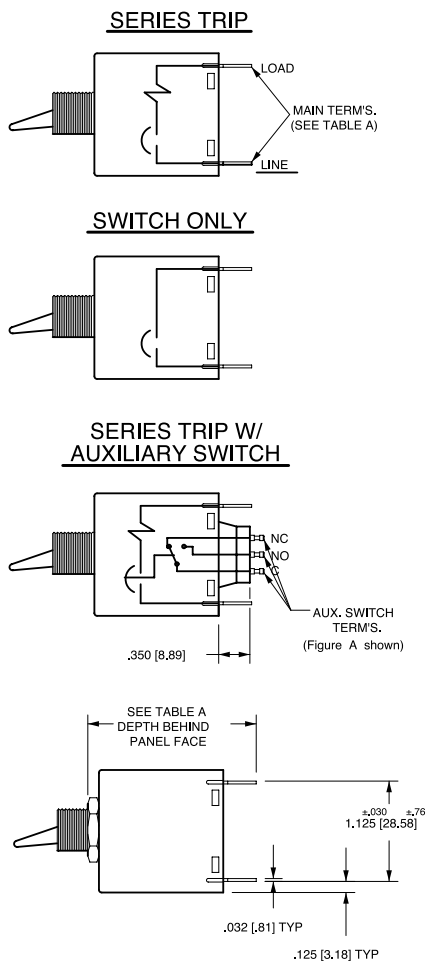 SERIES TRIP
LOAD
MAIN TERM'S.
(SEE TABLE A)
LINE
SWITCH ONLY
SERIES TRIP W/
AUXILIARY SWITCH
NC
NO
C
AUX. SWITCH
TERM'S.
(Figure A shown)
.350 [8.89]
SEE TABLE A
DEPTH BEHIND
PANEL FACE
±.030 ±.76
1.125 [28.58]
.032 [.81] TYP
.125 [3.18] TYP